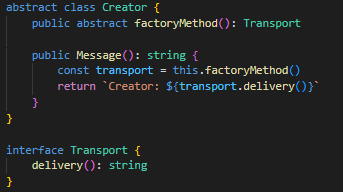 abstract class Creator {
    public abstract factoryMethod(): Transport

    public Message(): string {
        const transport = this.factoryMethod()
        return `Creator: ${transport.delivery()}`
    }
}

interface Transport {
    delivery(): string
}